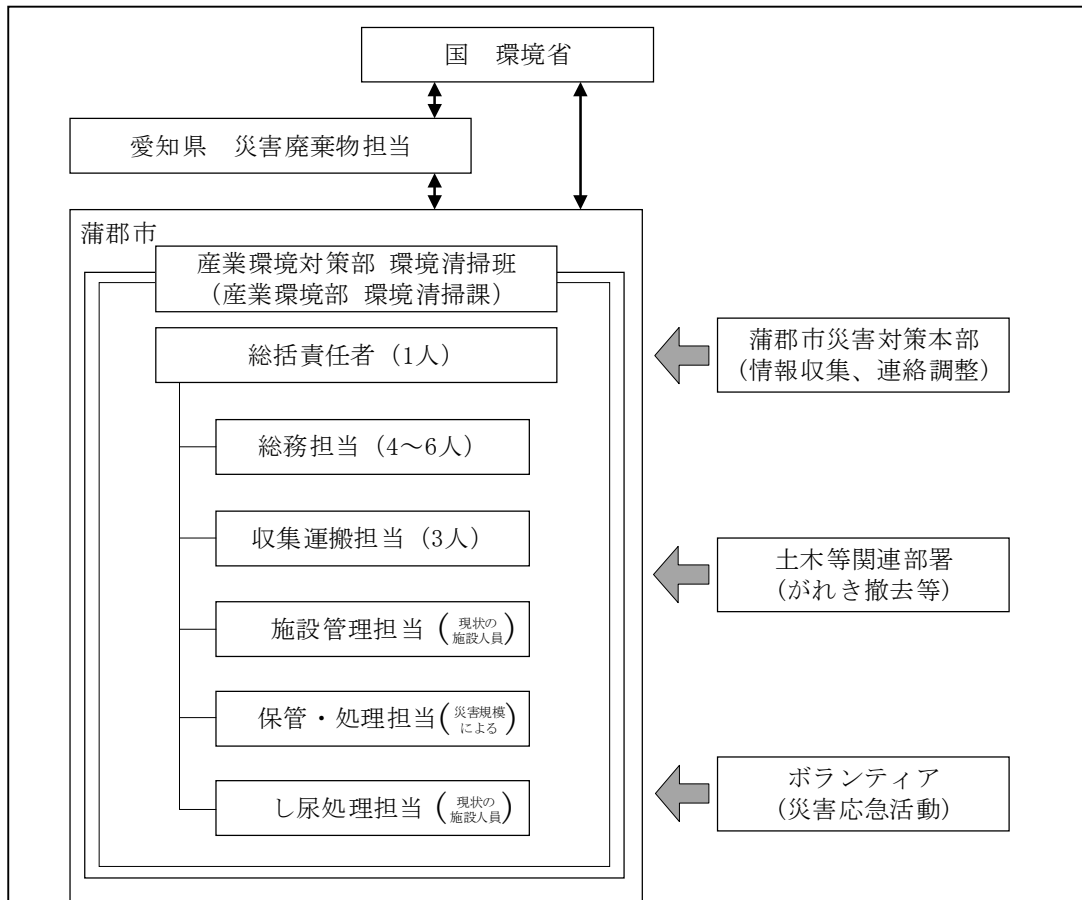 国　環境省
愛知県　災害廃棄物担当
蒲郡市
産業環境対策部 環境清掃班
（産業環境部 環境清掃課）
総括責任者（1人）
総務担当（4～6人）
収集運搬担当（3人）
施設管理担当（現状の
施設人員）
保管・処理担当（災害規模
による）
し尿処理担当（現状の
施設人員）
蒲郡市災害対策本部
（情報収集、連絡調整）
土木等関連部署
（がれき撤去等）
ボランティア
（災害応急活動）